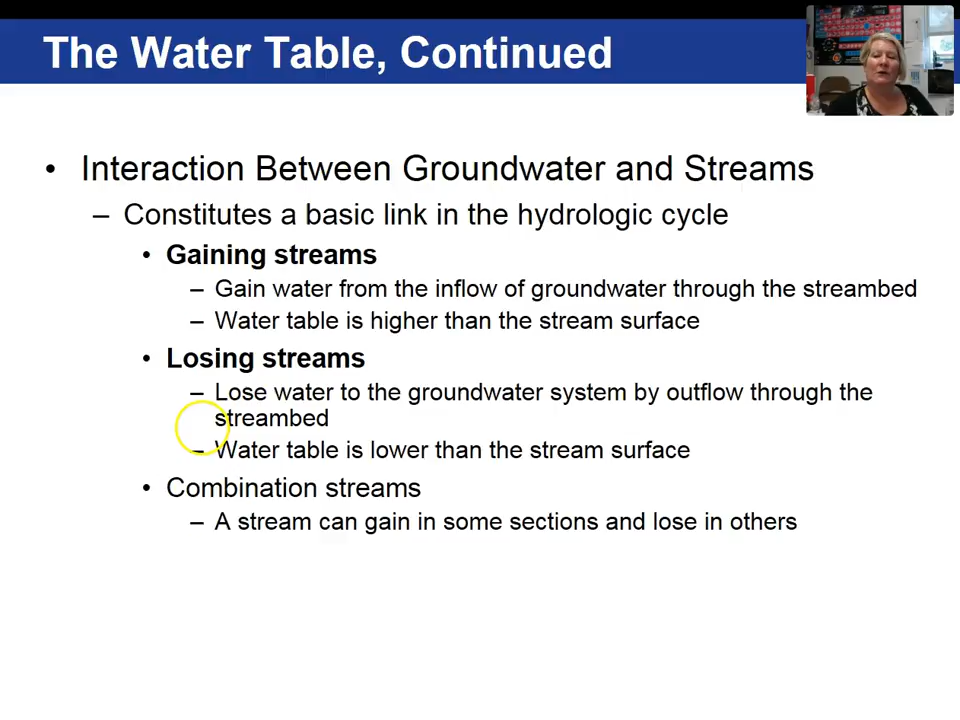 The Water Table, Continued
• Interaction Between Groundwater and Streams
– Constitutes a basic link in the hydrologic cycle
• Gaining streams
– Gain water from the inflow of groundwater through the streambed
– Water table is higher than the stream surface
• Losing streams
– Lose water to the groundwater system by outflow through the
streambed
– Water table is lower than the stream surface
• Combination streams
– A stream can gain in some sections and lose in others